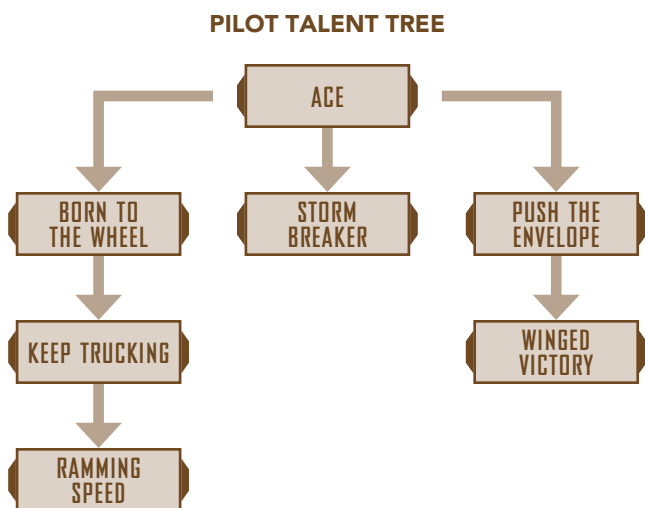 PILOT TALENT TREE
ACE
BORN TO
THE WHEEL
STORM
BREAKER
PUSH THE
ENVELOPE
KEEP TRUCKING
WINGED
VICTORY
RAMMING
SPEED